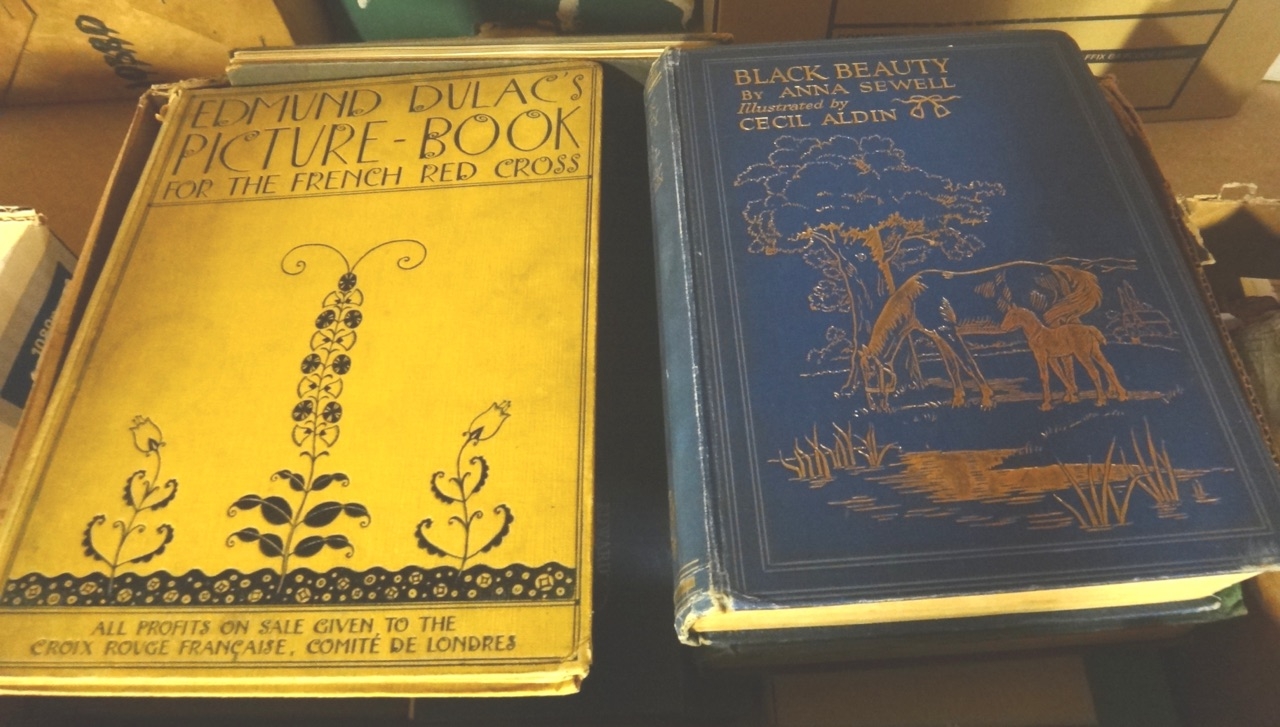 EDMUND DULAC'S
PICTURE-BOOK
FOR THE FRENCH RED CROSS
ALL PROFITS ON SALE GIVEN TO THE
CROIX ROUGE FRANÇAISE, COMITÉ DE LONDRES
BLACK BEAUTY
BY ANNA SEWELL
Illustrated by
CECIL ALDIN